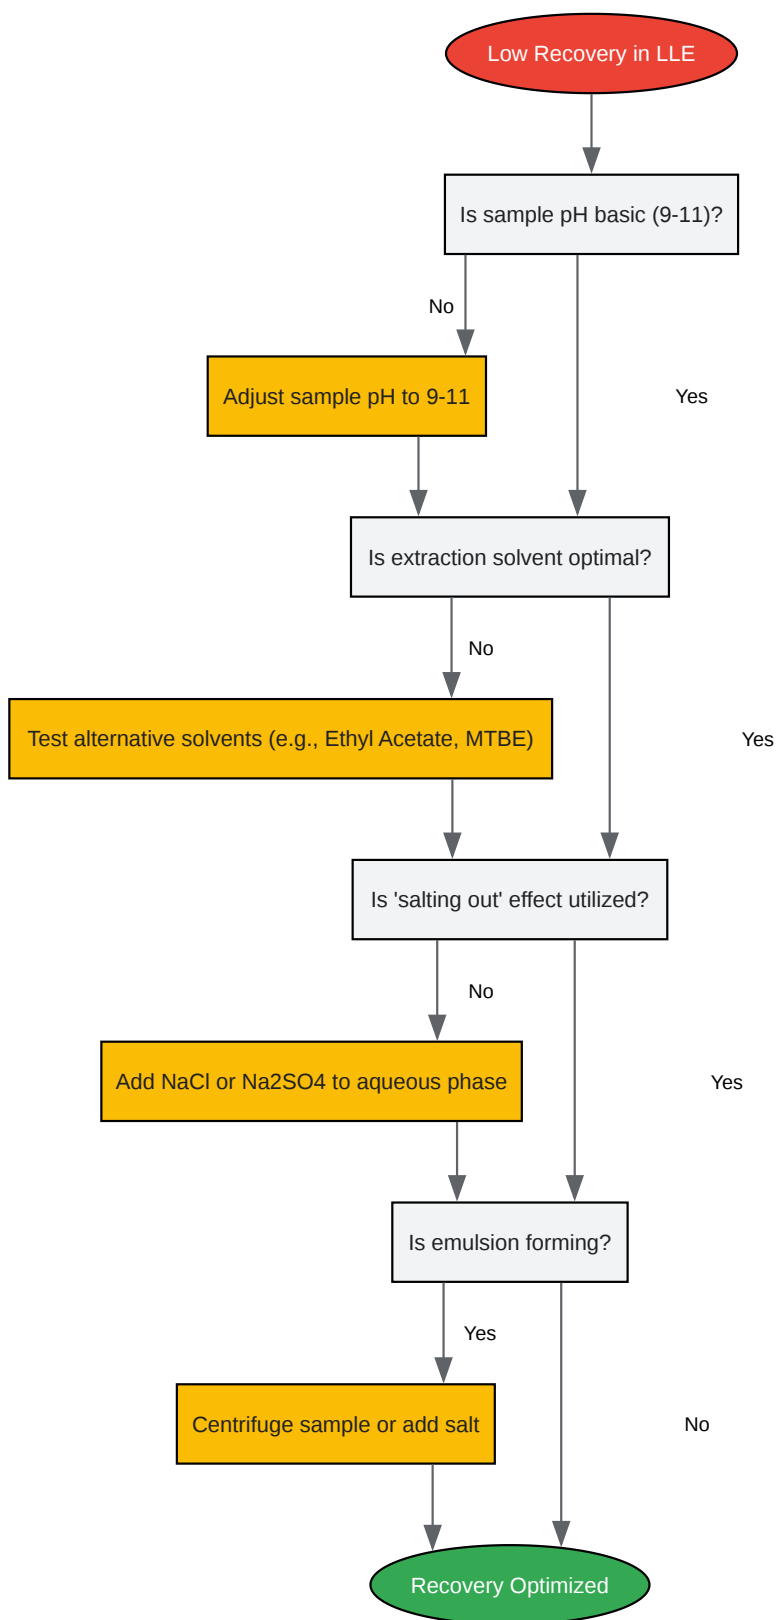 Low Recovery in LLE
Is sample pH basic (9-11)?
No
Adjust sample pH to 9-11
Yes
Is extraction solvent optimal?
No
Test alternative solvents (e.g., Ethyl Acetate, MTBE)
Yes
Is 'salting out' effect utilized?
No
Add NaCl or Na2SO4 to aqueous phase
Yes
Is emulsion forming?
Yes
Centrifuge sample or add salt
No
Recovery Optimized